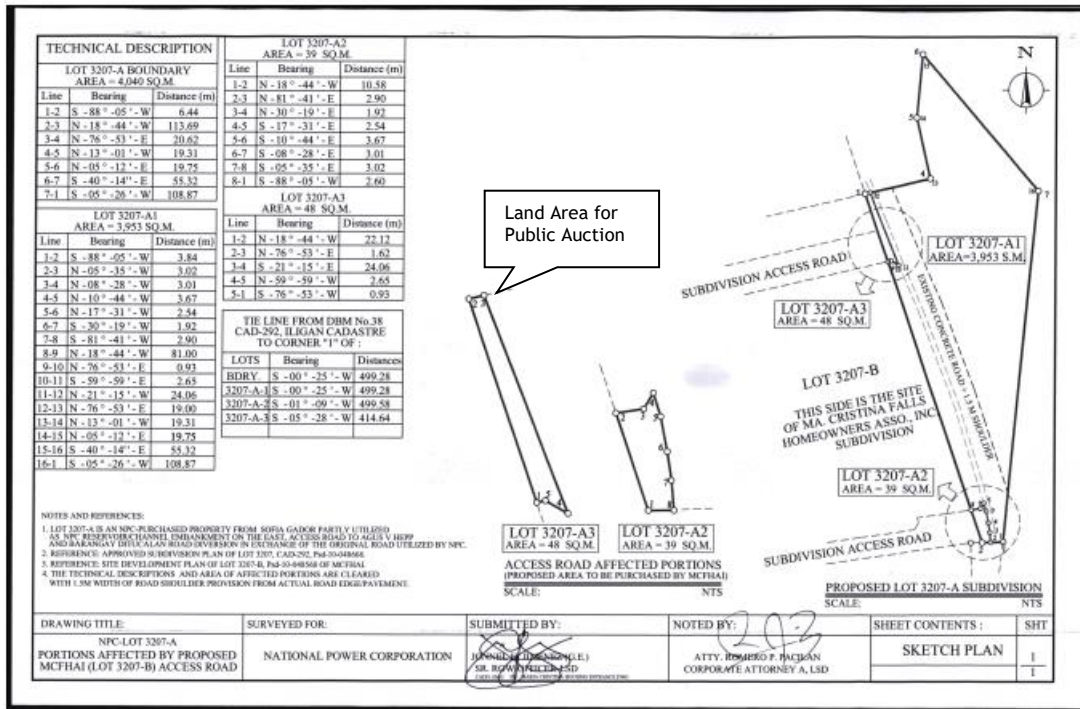 TECHNICAL DESCRIPTION
LOT 3207-A BOUNDARY
AREA = 4,040 SQ.M.
Line Bearing Distance (m)
1-2 S - 88 ° - 05 ' - W 6.44
2-3 N - 18 ° - 44 ' - W 113.69
3-4 N - 76 ° - 53 ' - E 20.62
4-5 N - 13 ° - 01 ' - W 19.31
5-6 N - 05 ° - 12 ' - E 19.75
6-7 S - 40 ° - 14" - E 55.32
7-1 S - 05 ° - 26 ' - W 108.87
LOT 3207-A1
AREA = 3,953 SQ.M.
Line Bearing Distance (m)
1-2 S - 88 ° - 05 ' - W 3.84
2-3 N - 05 ° - 35 ' - W 3.02
3-4 N - 08 ° - 28 ' - W 3.01
4-5 N - 10 ° - 44 ' - W 3.67
5-6 N - 17 ° - 31 ' - W 2.54
6-7 S - 30 ° - 19 ' - W 1.92
7-8 S - 81 ° - 41 ' - W 2.90
8-9 N - 18 ° - 44 ' - W 81.00
9-10 N - 76 ° - 53 ' - E 0.93
10-11 S - 59 ° - 59 ' - E 2.65
11-12 N - 21 ° - 15 ' - W 24.06
12-13 N - 76 ° - 53 ' - E 19.00
13-14 N - 13 ° - 01 ' - W 19.31
14-15 N - 05 ° - 12 ' - E 19.75
15-16 S - 40 ° - 14" - E 55.32
16-1 S - 05 ° - 26 ' - W 108.87
LOT 3207-A2
AREA = 39 SQ.M.
Line Bearing Distance (m)
1-2 N - 18 ° - 44 ' - W 10.58
2-3 N - 81 ° - 41 ' - E 2.90
3-4 N - 30 ° - 19 ' - E 1.92
4-5 S - 17 ° - 31 ' - E 2.54
5-6 S - 10 ° - 44 ' - E 3.67
6-7 S - 08 ° - 28 ' - E 3.01
7-8 S - 05 ° - 35 ' - E 3.02
8-1 S - 88 ° - 05 ' - W 2.60
LOT 3207-A3
AREA = 48 SQ.M.
Line Bearing Distance (m)
1-2 N - 18 ° - 44 ' - W 22.12
2-3 N - 76 ° - 53 ' - E 1.62
3-4 S - 21 ° - 15 ' - E 24.06
4-5 N - 59 ° - 59 ' - W 2.65
5-1 S - 76 ° - 53 ' - W 0.93
TIE LINE FROM DBM No.38
CAD-292, ILIGAN CADASTRE
TO CORNER "1" OF :
LOTS Bearing Distances
BDRY. S - 00 ° - 25 ' - W 499.28
3207-A-1 S - 00 ° - 25 ' - W 499.28
3207-A-2 S - 01 ° - 09 ' - W 499.58
3207-A-3 S - 05 ° - 28 ' - W 414.64
Land Area for
Public Auction
N
SUBDIVISION ACCESS ROAD
LOT 3207-A1
AREA=3,953 S.M.
LOT 3207-A3
AREA = 48 SQ.M.
EXISTING CONCRETE ROAD + 1.5 M SHOULDER
LOT 3207-B
THIS SIDE IS THE SITE
OF MA. CRISTINA FALLS
HOMEOWNERS ASSO., INC
SUBDIVISION
LOT 3207-A2
AREA = 39 SQ.M.
SUBDIVISION ACCESS ROAD
PROPOSED LOT 3207-A SUBDIVISION
SCALE: NTS
LOT 3207-A3
AREA = 48 SQ.M.
LOT 3207-A2
AREA = 39 SQ.M.
ACCESS ROAD AFFECTED PORTIONS
(PROPOSED AREA TO BE PURCHASED BY MCFHAI)
SCALE: NTS
NOTES AND REFERENCES:
1. LOT 3207-A IS AN NPC-PURCHASED PROPERTY FROM SOFIA GADOR PARTLY UTILIZED
AS NPC RESERVOIR/CHANNEL EMBANKMENT ON THE EAST, ACCESS ROAD TO AGUS V HEPP
AND BARANGAY DITUCALAN ROAD DIVERSION IN EXCHANGE OF THE ORIGINAL ROAD UTILIZED BY NPC.
2. REFERENCE: APPROVED SUBDIVISION PLAN OF LOT 3207, CAD-292,
3. REFERENCE: SITE DEVELOPMENT PLAN OF LOT 3207-B, OF MCFHAI.
4. THE TECHNICAL DESCRIPTIONS AND AREA OF AFFECTED PORTIONS ARE CLEARED
WITH 1.5M WIDTH OF ROAD SHOULDER PROVISION FROM ACTUAL ROAD EDGE/PAVEMENT.
DRAWING TITLE:
NPC-LOT 3207-A
PORTIONS AFFECTED BY PROPOSED
MCFHAI (LOT 3207-B) ACCESS ROAD
SURVEYED FOR:
NATIONAL POWER CORPORATION
SUBMITTED BY:
SR. ROW OFFICER-LSD
NOTED BY:
ATTY. ROMERO P. PACILAN
CORPORATE ATTORNEY A, LSD
SHEET CONTENTS :
SKETCH PLAN
SHT
1
1